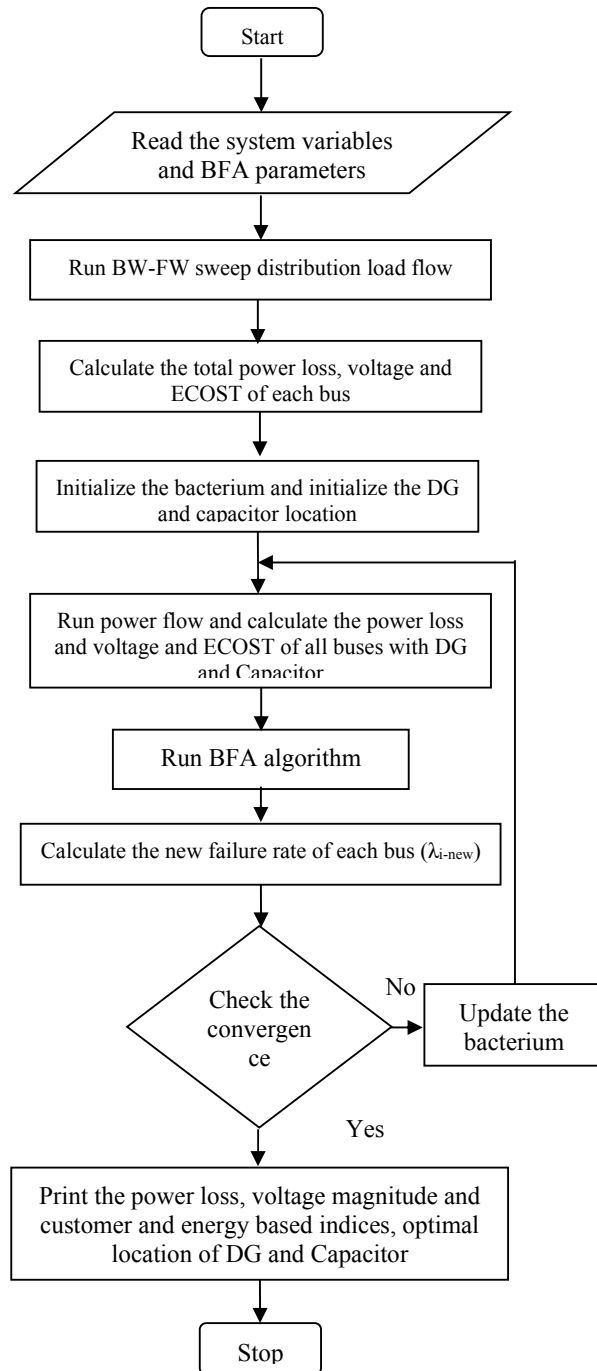 Start
Read the system variables
and BFA parameters
Run BW-FW sweep distribution load flow
Calculate the total power loss, voltage and
ECOST of each bus
Initialize the bacterium and initialize the DG
and capacitor location
Run power flow and calculate the power loss
and voltage and ECOST of all buses with DG
and Capacitor
Run BFA algorithm
Calculate the new failure rate of each bus (λi-new)
Check the
convergen
ce
No
Update the
bacterium
Yes
Print the power loss, voltage magnitude and
customer and energy based indices, optimal
location of DG and Capacitor
Stop